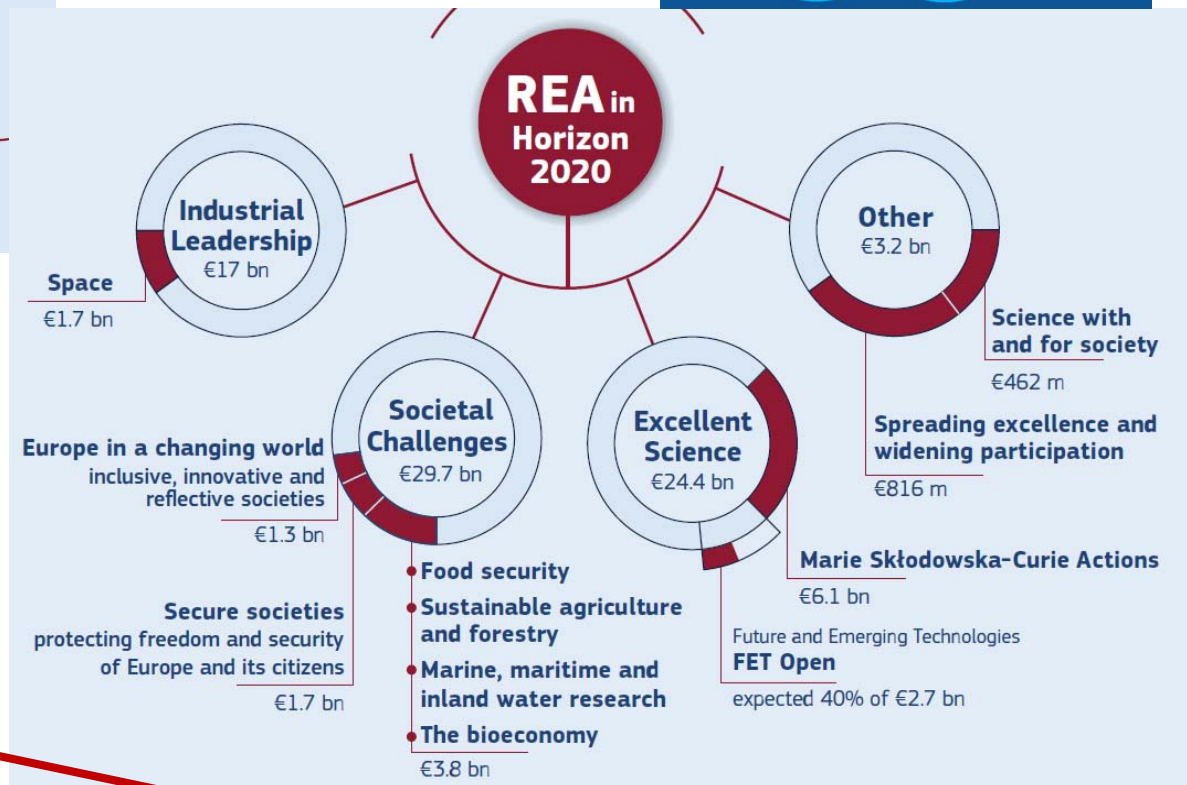 REA in
Horizon
2020
Industrial
Leadership
€17 bn
Space
€1.7 bn
Other
€3.2 bn
Science with
and for society
€462 m
Spreading excellence and
widening participation
€816 m
Societal
Challenges
€29.7 bn
Europe in a changing world
inclusive, innovative and
reflective societies
€1.3 bn
Secure societies
protecting freedom and security
of Europe and its citizens
€1.7 bn
Food security
Sustainable agriculture
and forestry
Marine, maritime and
inland water research
The bioeconomy
€3.8 bn
Excellent
Science
€24.4 bn
Marie Skłodowska-Curie Actions
€6.1 bn
Future and Emerging Technologies
FET Open
expected 40% of €2.7 bn